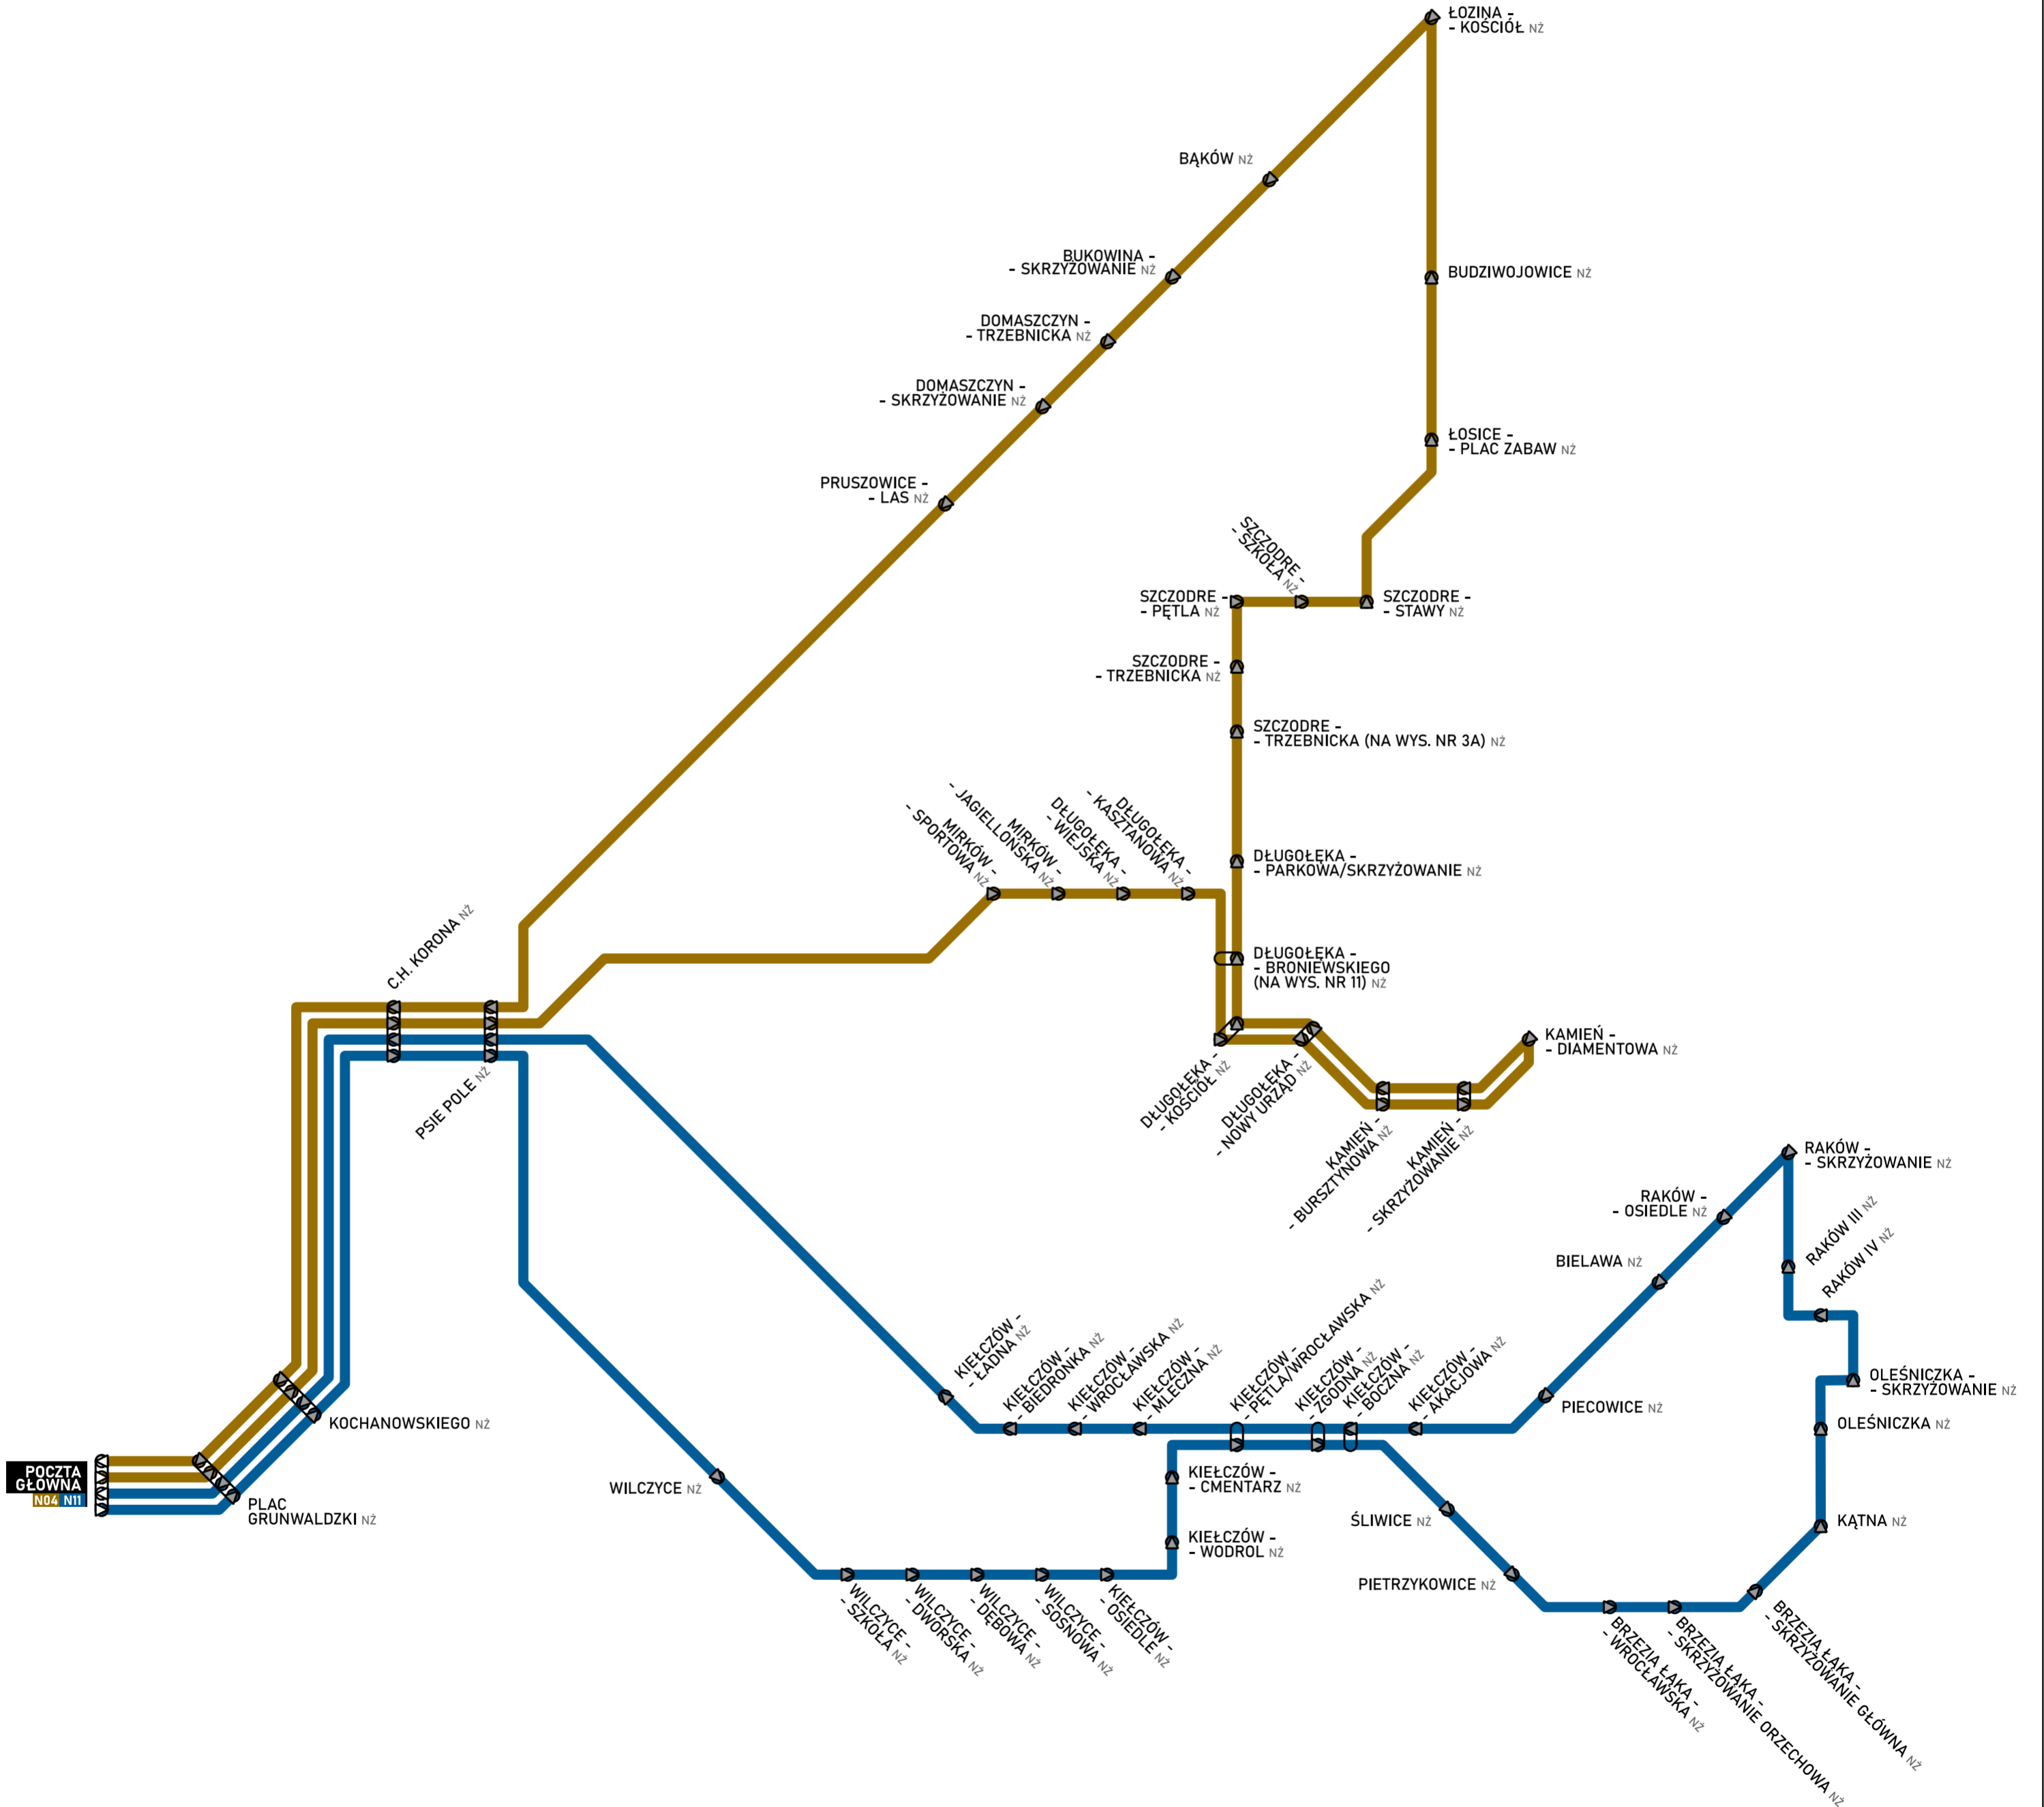 ŁOZINA -
- KOŚCIÓŁ NŻ
BĄKÓW NŻ
BUKOWINA -
- SKRZYŻOWANIE NŻ
BUDZIWOJOWICE NŻ
DOMASZCZYN -
- TRZEBNICKA NŻ
DOMASZCZYN -
- SKRZYŻOWANIE NŻ
ŁOSICE -
- PLAC ZABAW NŻ
PRUSZOWICE -
- LAS NŻ
SZCZODRE -
- SZKOŁA NŻ
SZCZODRE -
- PĘTLA NŻ
SZCZODRE -
- STAWY NŻ
SZCZODRE -
- TRZEBNICKA NŻ
SZCZODRE -
- TRZEBNICKA (NA WYS. NR 3A) NŻ
MIRKÓW -
- SPORTOWA NŻ
MIRKÓW -
- JAGIELLOŃSKA NŻ
DŁUGOŁĘKA -
- WIEJSKA NŻ
DŁUGOŁĘKA -
- KASZTANOWA NŻ
DŁUGOŁĘKA -
- PARKOWA/SKRZYŻOWANIE NŻ
DŁUGOŁĘKA -
- BRONIEWSKIEGO
(NA WYS. NR 11) NŻ
C.H. KORONA NŻ
PSIE POLE NŻ
DŁUGOŁĘKA -
- KOŚCIÓŁ NŻ
DŁUGOŁĘKA -
- NOWY URZĄD NŻ
KAMIEŃ -
- BURSZTYNOWA NŻ
KAMIEŃ -
- SKRZYŻOWANIE NŻ
KAMIEŃ -
- DIAMENTOWA NŻ
RAKÓW -
- SKRZYŻOWANIE NŻ
RAKÓW -
- OSIEDLE NŻ
RAKÓW III NŻ
RAKÓW IV NŻ
BIELAWA NŻ
PIECOWICE NŻ
OLEŚNICZKA -
- SKRZYŻOWANIE NŻ
OLEŚNICZKA NŻ
KĄTNA NŻ
KIEŁCZÓW -
- ŁADNA NŻ
KIEŁCZÓW -
- BIEDRONKA NŻ
KIEŁCZÓW -
- WROCŁAWSKA NŻ
KIEŁCZÓW -
- MLECZNA NŻ
KIEŁCZÓW -
- PĘTLA/WROCŁAWSKA NŻ
KIEŁCZÓW -
- ZGODNA NŻ
KIEŁCZÓW -
- BOCZNA NŻ
KIEŁCZÓW -
- AKACJOWA NŻ
KOCHANOWSKIEGO NŻ
POCZTA
GŁOWNA
N04 N11
PLAC
GRUNWALDZKI NŻ
WILCZYCE NŻ
KIEŁCZÓW -
- CMENTARZ NŻ
KIEŁCZÓW -
- WODROL NŻ
ŚLIWICE NŻ
PIETRZYKOWICE NŻ
WILCZYCE -
- SZKOŁA NŻ
WILCZYCE -
- DWORSKA NŻ
WILCZYCE -
- DĘBOWA NŻ
WILCZYCE -
- SOSNOWA NŻ
KIEŁCZÓW -
- OSIEDLE NŻ
BRZEZIA ŁĄKA -
- WROCŁAWSKA NŻ
BRZEZIA ŁĄKA -
- SKRZYŻOWANIE ORZECHOWA NŻ
BRZEZIA ŁĄKA -
- SKRZYŻOWANIE GŁÓWNA NŻ